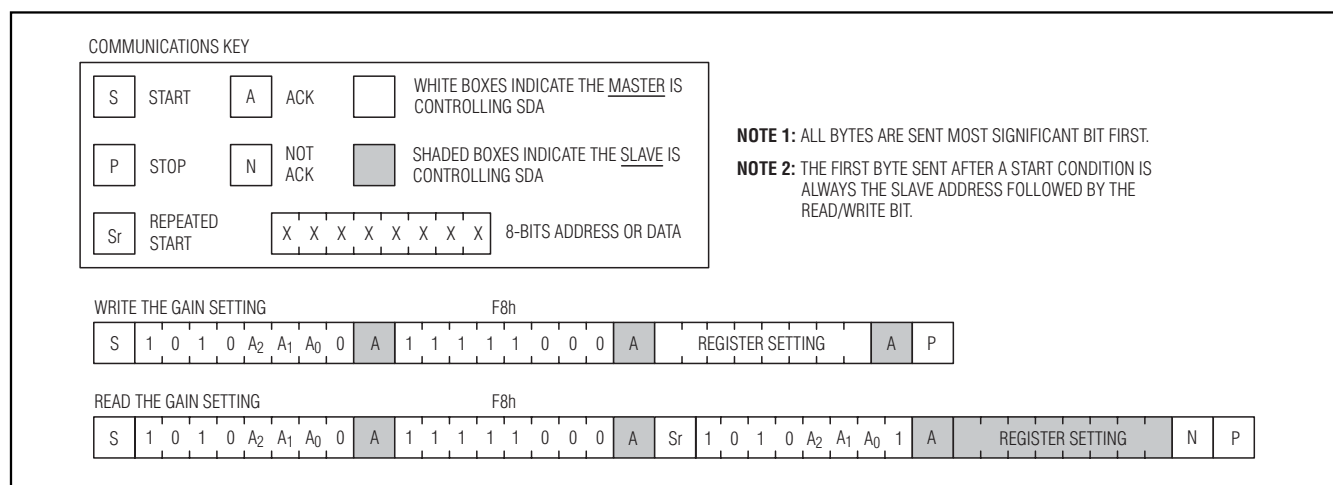 COMMUNICATIONS KEY
S START A ACK WHITE BOXES INDICATE THE MASTER IS
CONTROLLING SDA
P STOP N NOT
ACK SHADED BOXES INDICATE THE SLAVE IS
CONTROLLING SDA
Sr REPEATED
START X X X X X X X X 8-BITS ADDRESS OR DATA
NOTE 1: ALL BYTES ARE SENT MOST SIGNIFICANT BIT FIRST.
NOTE 2: THE FIRST BYTE SENT AFTER A START CONDITION IS
ALWAYS THE SLAVE ADDRESS FOLLOWED BY THE
READ/WRITE BIT.
WRITE THE GAIN SETTING F8h
S 1 0 1 0 A2 A1 A0 0 A 1 1 1 1 1 0 0 0 A REGISTER SETTING A P
READ THE GAIN SETTING F8h
S 1 0 1 0 A2 A1 A0 0 A 1 1 1 1 1 0 0 0 A Sr 1 0 1 0 A2 A1 A0 1 A REGISTER SETTING N P